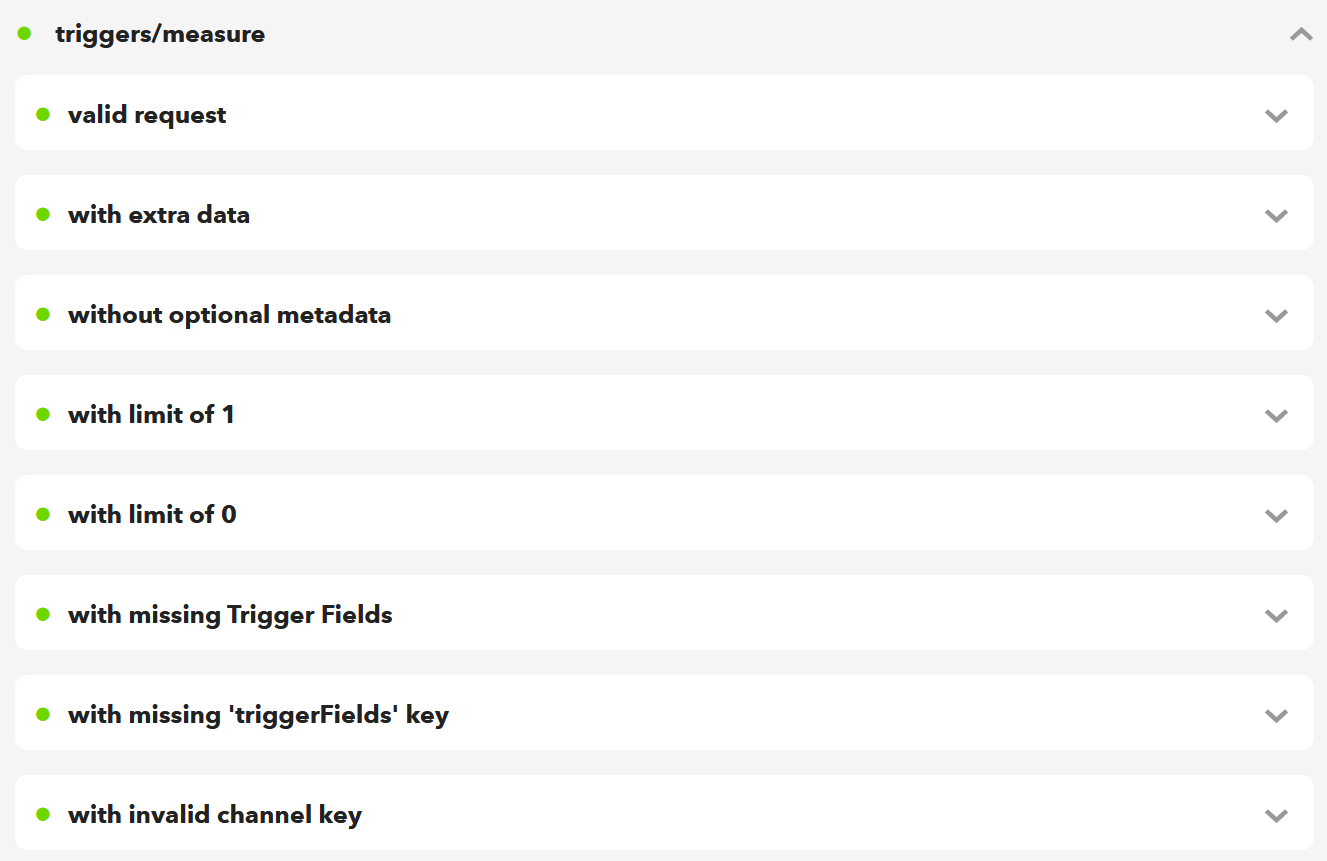 triggers/measure
valid request
with extra data
without optional metadata
with limit of 1
with limit of 0
with missing Trigger Fields
with missing 'triggerFields' key
with invalid channel key